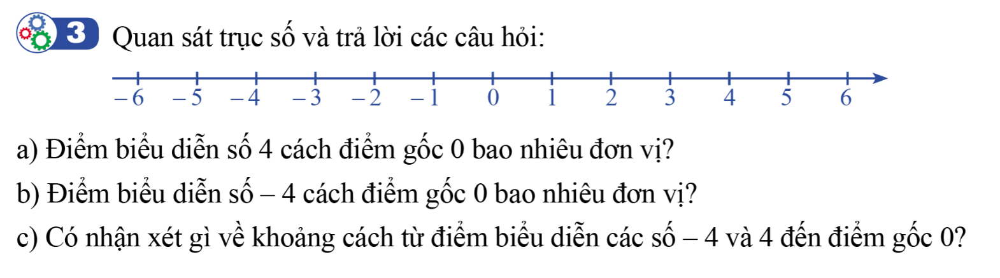 3 Quan sát trục số và trả lời các câu hỏi:
– 6 – 5 – 4 – 3 – 2 – 1 0 1 2 3 4 5 6
a) Điểm biểu diễn số 4 cách điểm gốc 0 bao nhiêu đơn vị?
b) Điểm biểu diễn số – 4 cách điểm gốc 0 bao nhiêu đơn vị?
c) Có nhận xét gì về khoảng cách từ điểm biểu diễn các số – 4 và 4 đến điểm gốc 0?